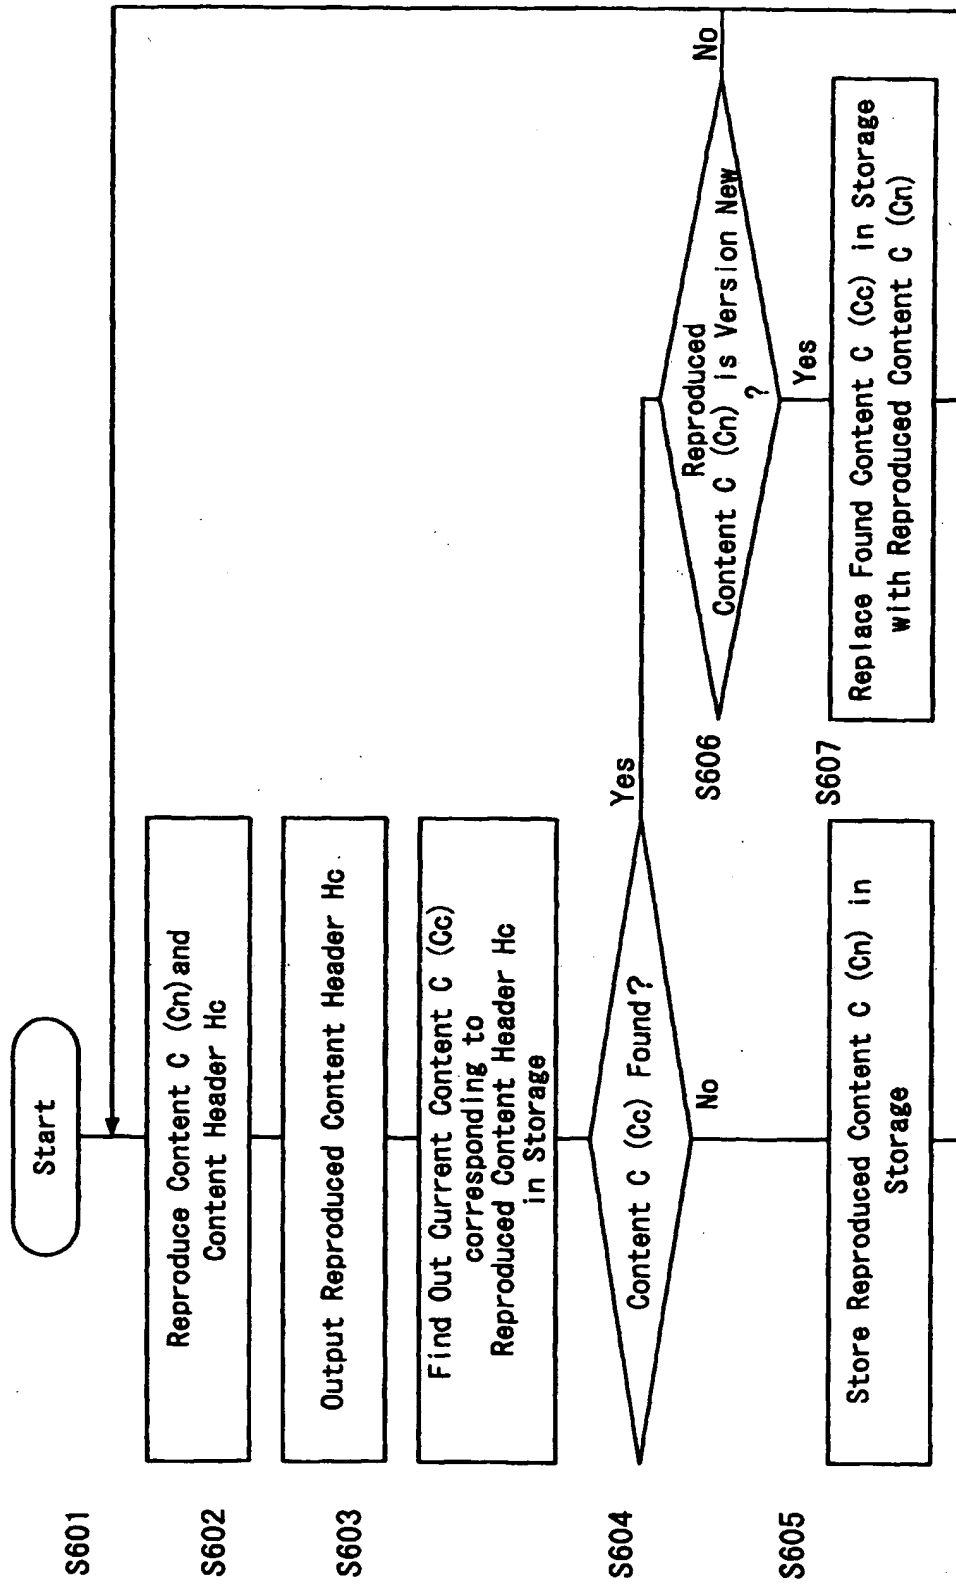 Start
S601
Reproduce Content C (Cn) and
Content Header Hc
S602
Output Reproduced Content Header Hc
S603
Find Out Current Content C (Cc)
corresponding to
Reproduced Content Header Hc
in Storage
S604
Content C (Cc) Found?
Yes
No
S605
Store Reproduced Content C (Cn) in
Storage
S606
Reproduced
Content C (Cn) is Version New
?
No
Yes
S607
Replace Found Content C (Cc) in Storage
with Reproduced Content C (Cn)